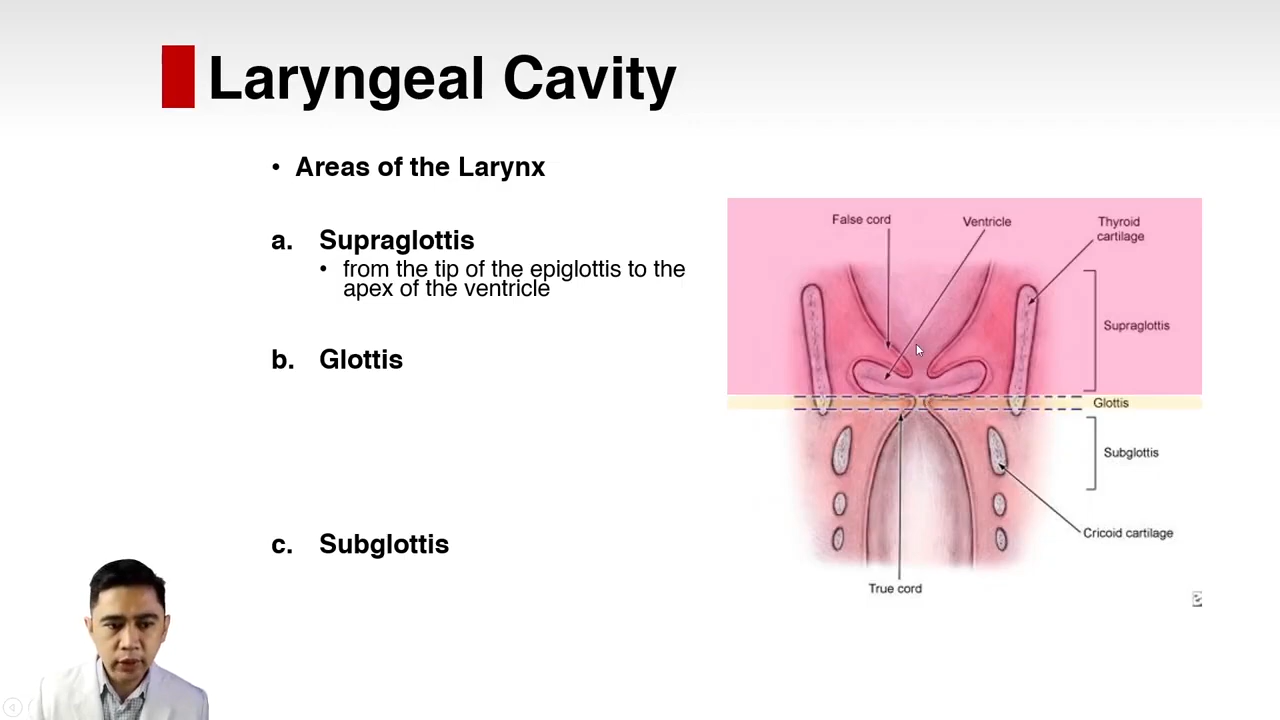 Laryngeal Cavity
• Areas of the Larynx
a. Supraglottis
• from the tip of the epiglottis to the
apex of the ventricle
b. Glottis
c. Subglottis
False cord
Ventricle
Thyroid
cartilage
Supraglottis
Glottis
Subglottis
Cricoid cartilage
True cord